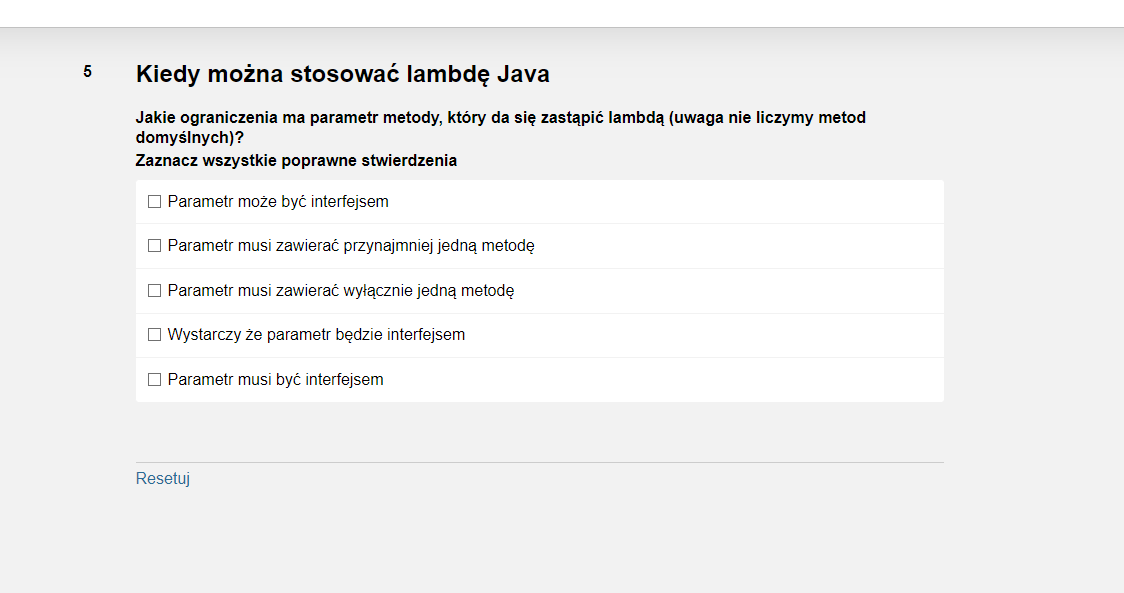 5 Kiedy można stosować lambdę Java
Jakie ograniczenia ma parametr metody, który da się zastąpić lambdą (uwaga nie liczymy metod
domyślnych)?
Zaznacz wszystkie poprawne stwierdzenia
Parametr może być interfejsem
Parametr musi zawierać przynajmniej jedną metodę
Parametr musi zawierać wyłącznie jedną metodę
Wystarczy że parametr będzie interfejsem
Parametr musi być interfejsem
Resetuj